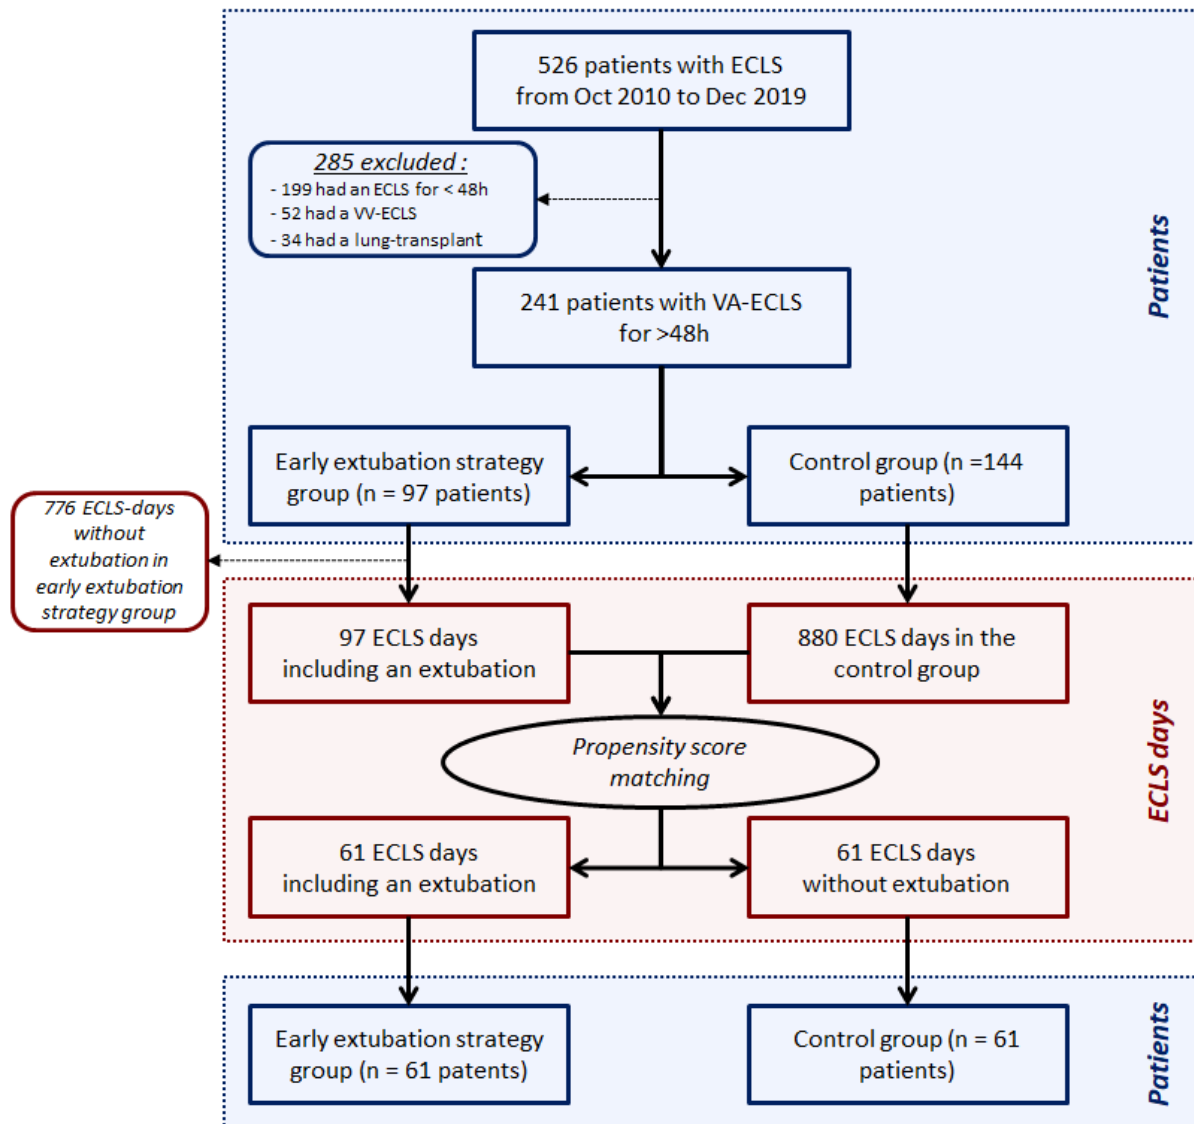 526 patients with ECLS
from Oct 2010 to Dec 2019
285 excluded :
- 199 had an ECLS for < 48h
- 52 had a VV-ECLS
- 34 had a lung-transplant
241 patients with VA-ECLS
for >48h
Patients
Early extubation strategy
group (n = 97 patients)
Control group (n =144
patients)
776 ECLS-days
without
extubation in
early extubation
strategy group
97 ECLS days
including an extubation
880 ECLS days in the
control group
Propensity score
matching
ECLS days
61 ECLS days
including an extubation
61 ECLS days
without extubation
Early extubation strategy
group (n = 61 patents)
Control group (n = 61
patients)
Patients